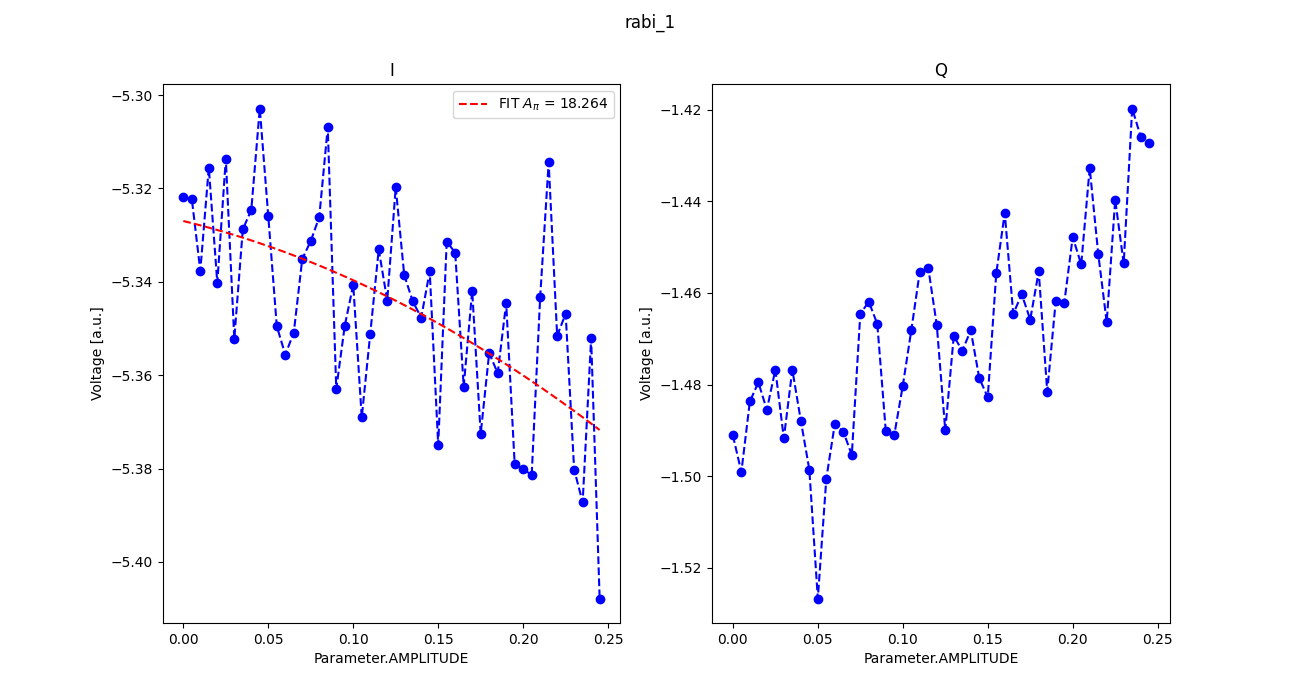 rabi_1
I
−5.30
−5.32
−5.34
−5.36
−5.38
−5.40
Voltage [a.u.]
0.00 0.05 0.10 0.15 0.20 0.25
Parameter.AMPLITUDE
FIT Aπ = 18.264
Q
−1.42
−1.44
−1.46
−1.48
−1.50
−1.52
Voltage [a.u.]
0.00 0.05 0.10 0.15 0.20 0.25
Parameter.AMPLITUDE